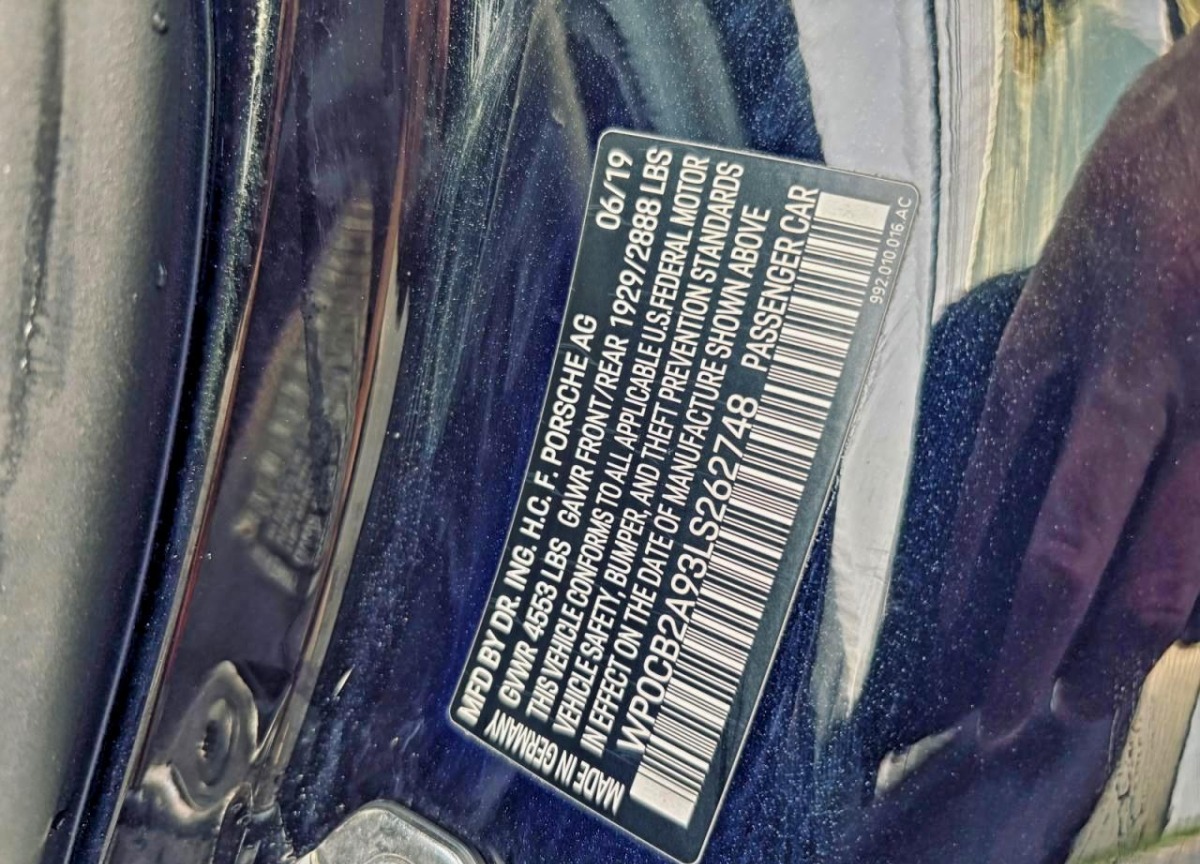 MFD BY DR. ING. H.C. F. PORSCHE AG 06/19
GVWR 4553 LBS GAWR FRONT/REAR 1929/2888 LBS
THIS VEHICLE CONFORMS TO ALL APPLICABLE U.S.FEDERAL MOTOR
VEHICLE SAFETY, BUMPER, AND THEFT PREVENTION STANDARDS
IN EFFECT ON THE DATE OF MANUFACTURE SHOWN ABOVE
WP0CB2A93LS262748 PASSENGER CAR
MADE IN GERMANY
992.010.016.AC